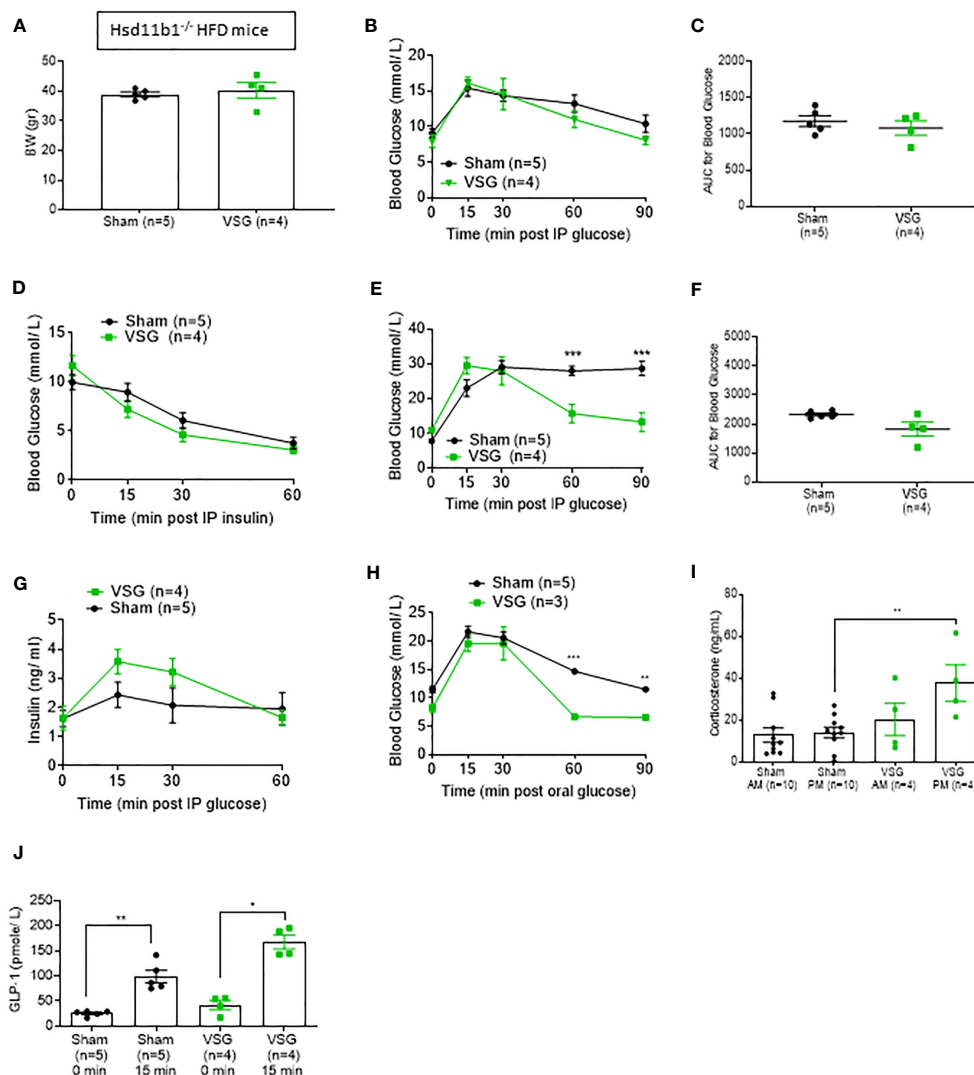 A
Hsd11b1-/- HFD mice
BW(gr)
50
40
30
20
10
0
Sham (n=5)
VSG (n=4)
B
Blood Glucose (mmol/ L)
20
15
10
5
0
Sham (n=5)
VSG (n=4)
0 15 30 60 90
Time (min post IP glucose)
C
AUC for Blood Glucose
2000
1500
1000
500
0
Sham
(n=5)
VSG
(n=4)
D
Sham (n=5)
VSG (n=4)
Blood Glucose (mmol/ L)
15
10
5
0
0 15 30 60
Time (min post IP insulin)
E
Blood Glucose (mmol/ L)
40
30
20
10
0
*** ***
Sham (n=5)
VSG (n=4)
0 15 30 60 90
Time (min post IP glucose)
F
AUC for Blood Glucose
5000
4000
3000
2000
1000
0
Sham
(n=5)
VSG
(n=4)
G
VSG (n=4)
Sham (n=5)
Insulin (ng/ ml)
5
4
3
2
1
0
0 15 30 60
Time (min post IP glucose)
H
Sham (n=5)
VSG (n=3)
Blood Glucose (mmol/ L)
25
20
15
10
5
0
***
**
0 15 30 60 90
Time (min post oral glucose)
I
Corticosterone (ng/mL)
80
60
40
20
0
**
Sham
AM (n=10)
Sham
PM (n=10)
VSG
AM (n=4)
VSG
PM (n=4
J
GLP-1 (pmole/ L)
250
200
150
100
50
0
**
*
Sham
(n=5)
0 min
Sham
(n=5)
15 min
VSG
(n=4)
0 min
VSG
(n=4)
15 min